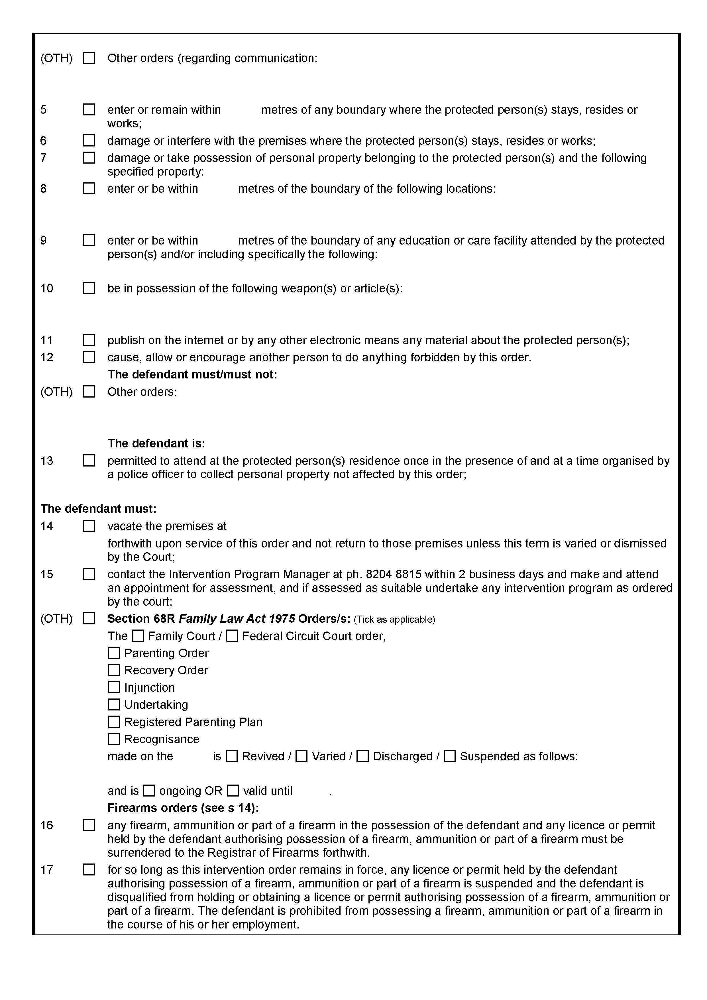 (OTH) ☐ Other orders (regarding communication:
5 ☐ enter or remain within metres of any boundary where the protected person(s) stays, resides or
works;
6 ☐ damage or interfere with the premises where the protected person(s) stays, resides or works;
7 ☐ damage or take possession of personal property belonging to the protected person(s) and the following
specified property:
8 ☐ enter or be within metres of the boundary of the following locations:
9 ☐ enter or be within metres of the boundary of any education or care facility attended by the protected
person(s) and/or including specifically the following:
10 ☐ be in possession of the following weapon(s) or article(s):
11 ☐ publish on the internet or by any other electronic means any material about the protected person(s);
12 ☐ cause, allow or encourage another person to do anything forbidden by this order.
The defendant must/must not:
(OTH) ☐ Other orders:
The defendant is:
13 ☐ permitted to attend at the protected person(s) residence once in the presence of and at a time organised by
a police officer to collect personal property not affected by this order;
The defendant must:
14 ☐ vacate the premises at
forthwith upon service of this order and not return to those premises unless this term is varied or dismissed
by the Court;
15 ☐ contact the Intervention Program Manager at ph. 8204 8815 within 2 business days and make and attend
an appointment for assessment, and if assessed as suitable undertake any intervention program as ordered
by the court;
(OTH) ☐ Section 68R Family Law Act 1975 Orders/s: (Tick as applicable)
The ☐ Family Court / ☐ Federal Circuit Court order,
☐ Parenting Order
☐ Recovery Order
☐ Injunction
☐ Undertaking
☐ Registered Parenting Plan
☐ Recognisance
made on the is ☐ Revived / ☐ Varied / ☐ Discharged / ☐ Suspended as follows:
and is ☐ ongoing OR ☐ valid until .
Firearms orders (see s 14):
16 ☐ any firearm, ammunition or part of a firearm in the possession of the defendant and any licence or permit
held by the defendant authorising possession of a firearm, ammunition or part of a firearm must be
surrendered to the Registrar of Firearms forthwith.
17 ☐ for so long as this intervention order remains in force, any licence or permit held by the defendant
authorising possession of a firearm, ammunition or part of a firearm is suspended and the defendant is
disqualified from holding or obtaining a licence or permit authorising possession of a firearm, ammunition or
part of a firearm. The defendant is prohibited from possessing a firearm, ammunition or part of a firearm in
the course of his or her employment.